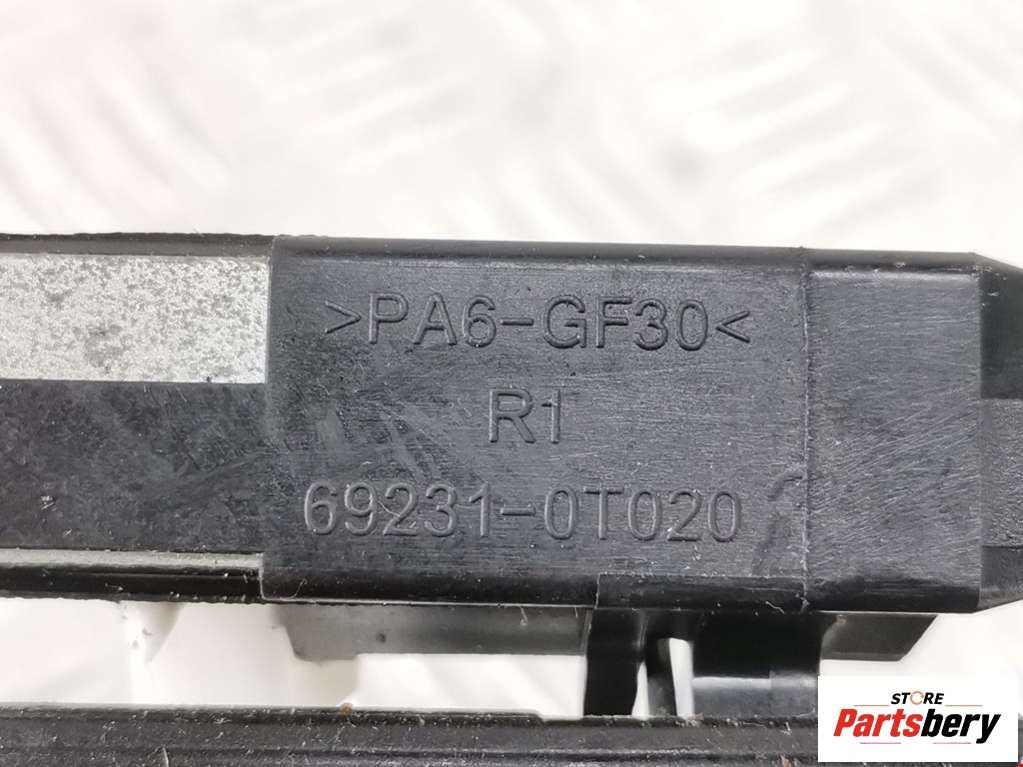 >PA6-GF30<
R1
69231-0T020
STORE
Partsbery